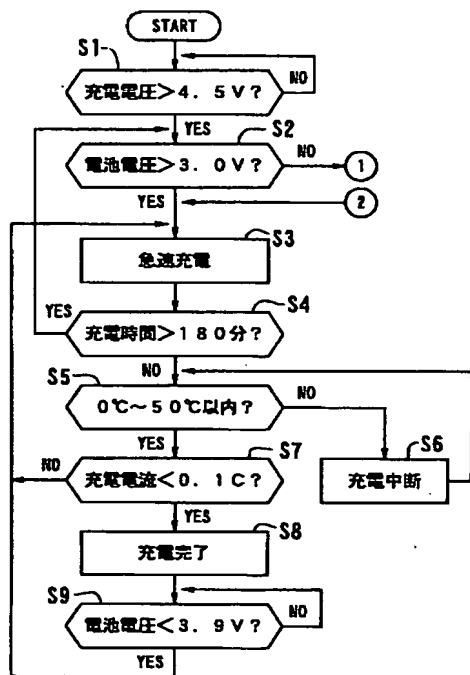 START
S1
充電電圧>4.5V?
NO
YES
S2
電池電圧>3.0V?
NO
1
YES
2
S3
急速充電
YES
S4
充電時間>180分?
NO
S5
0℃~50℃以内?
NO
YES
S6
充電中断
S7
NO
充電電流<0.1C?
YES
S8
充電完了
S9
電池電圧<3.9V?
NO
YES